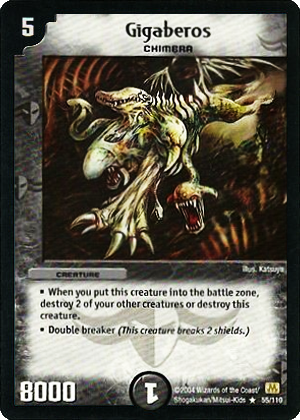 5
Gigaberos
CHIMERA
Illus. Katsuya
CREATURE
▪ When you put this creature into the battle zone,
destroy 2 of your other creatures or destroy this
creature.
▪ Double breaker (This creature breaks 2 shields.)
8000
1
©2004 Wizards of the Coast/
Shogakukan/Mitsui-Kids ★ 55/110